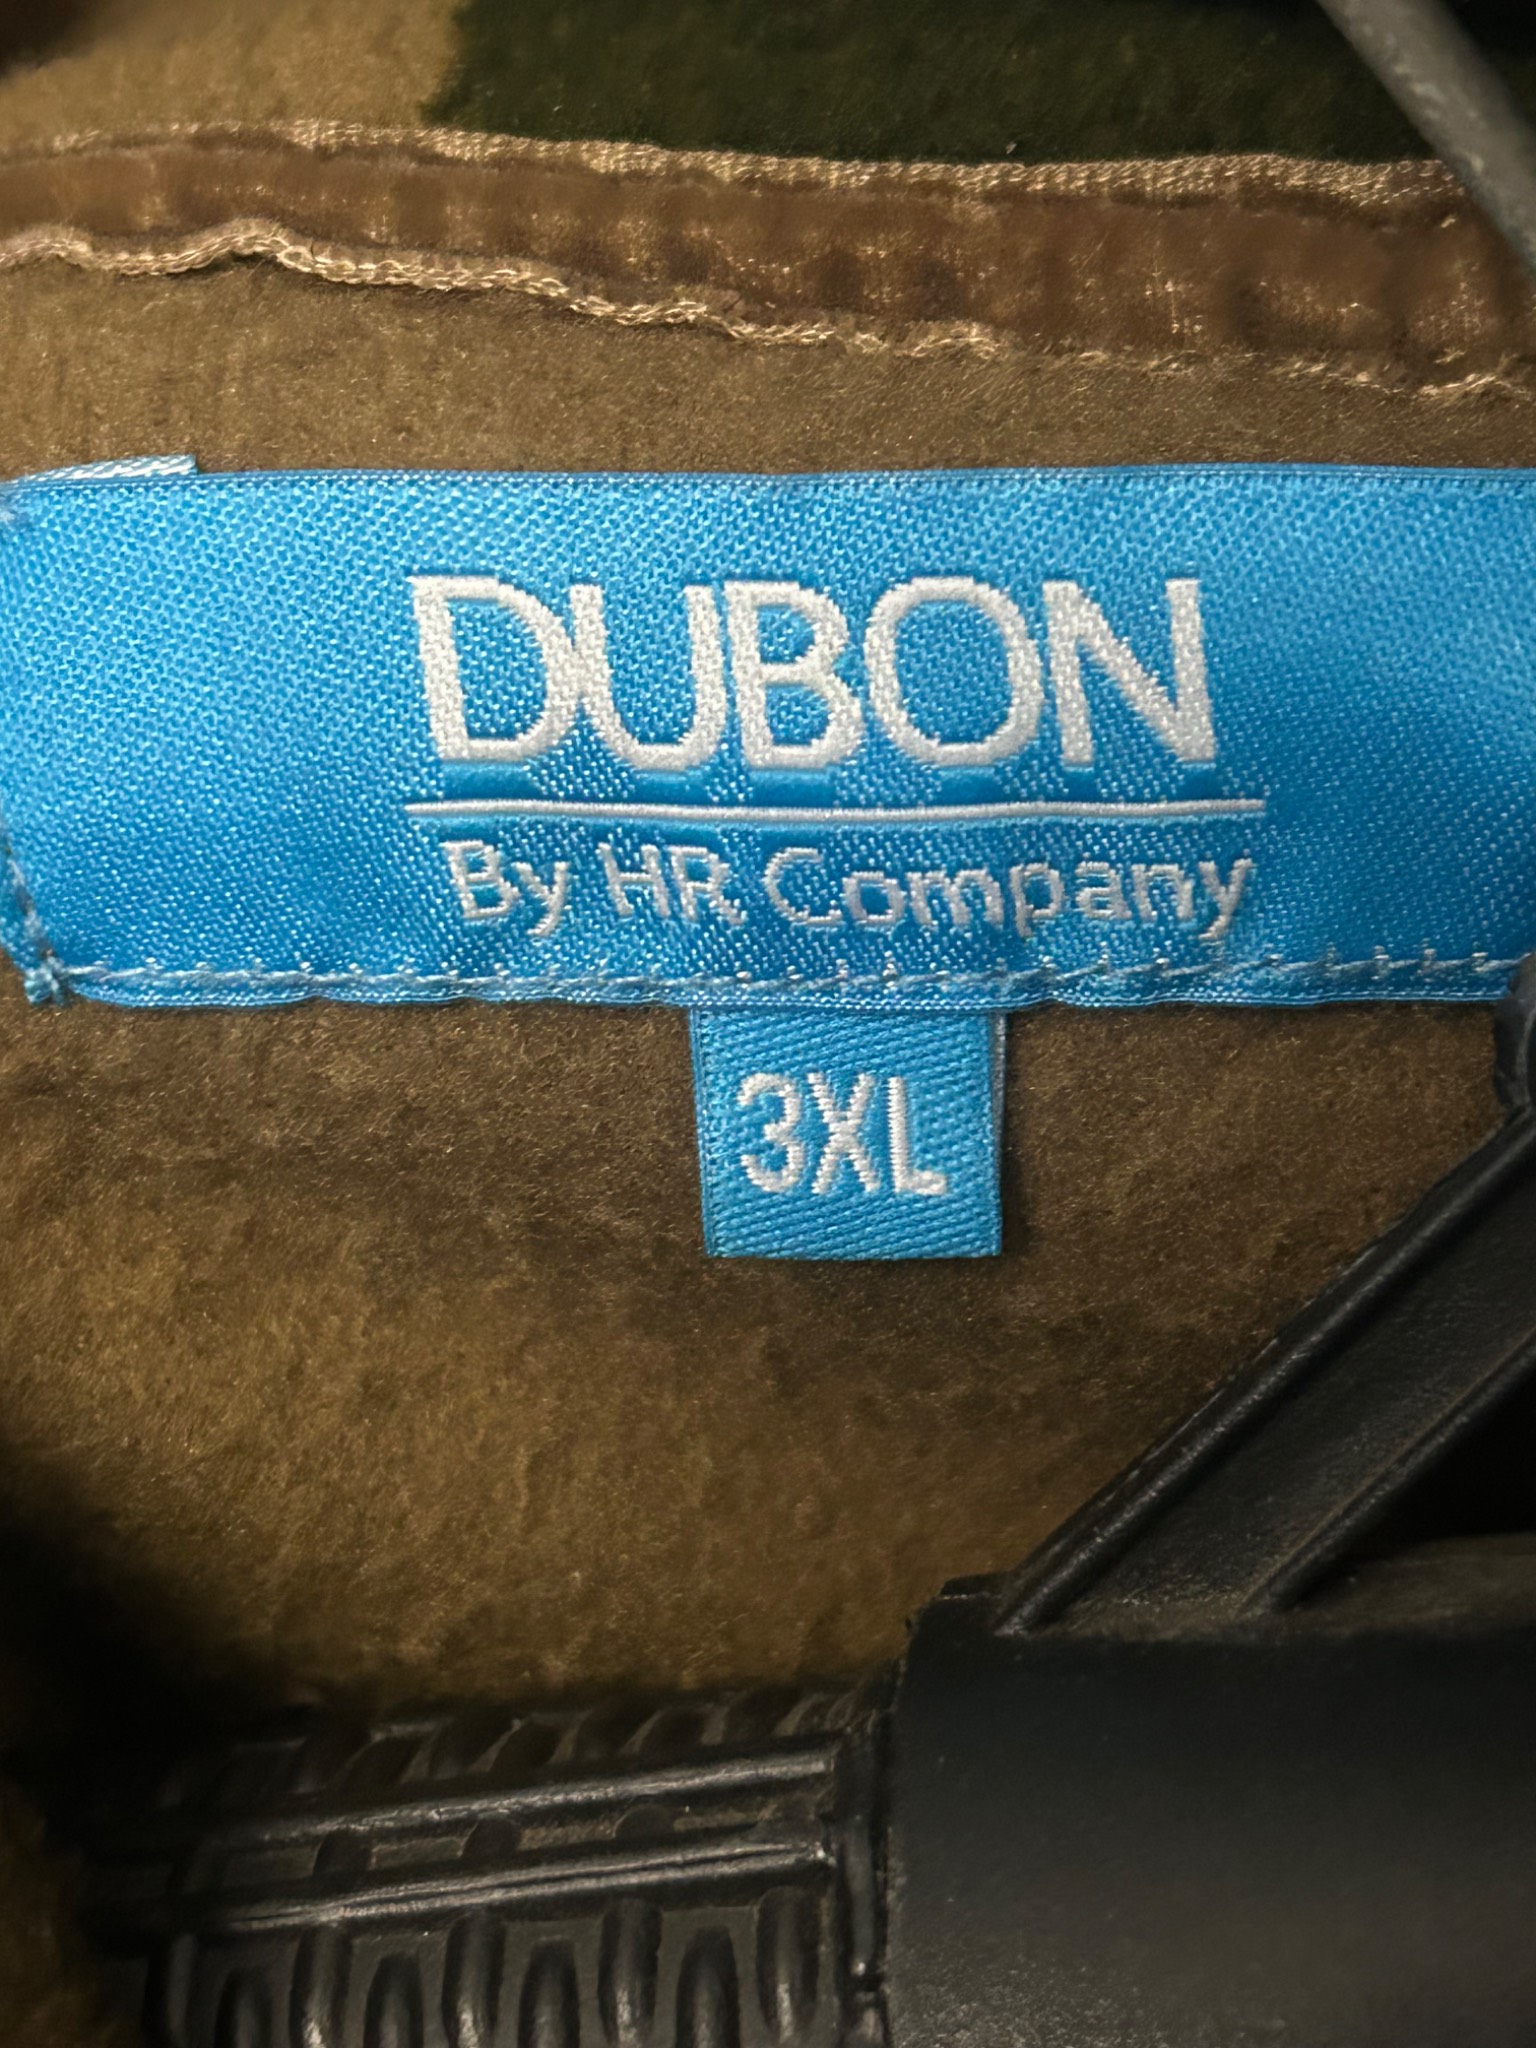 DUBON
By HR Company
3XL